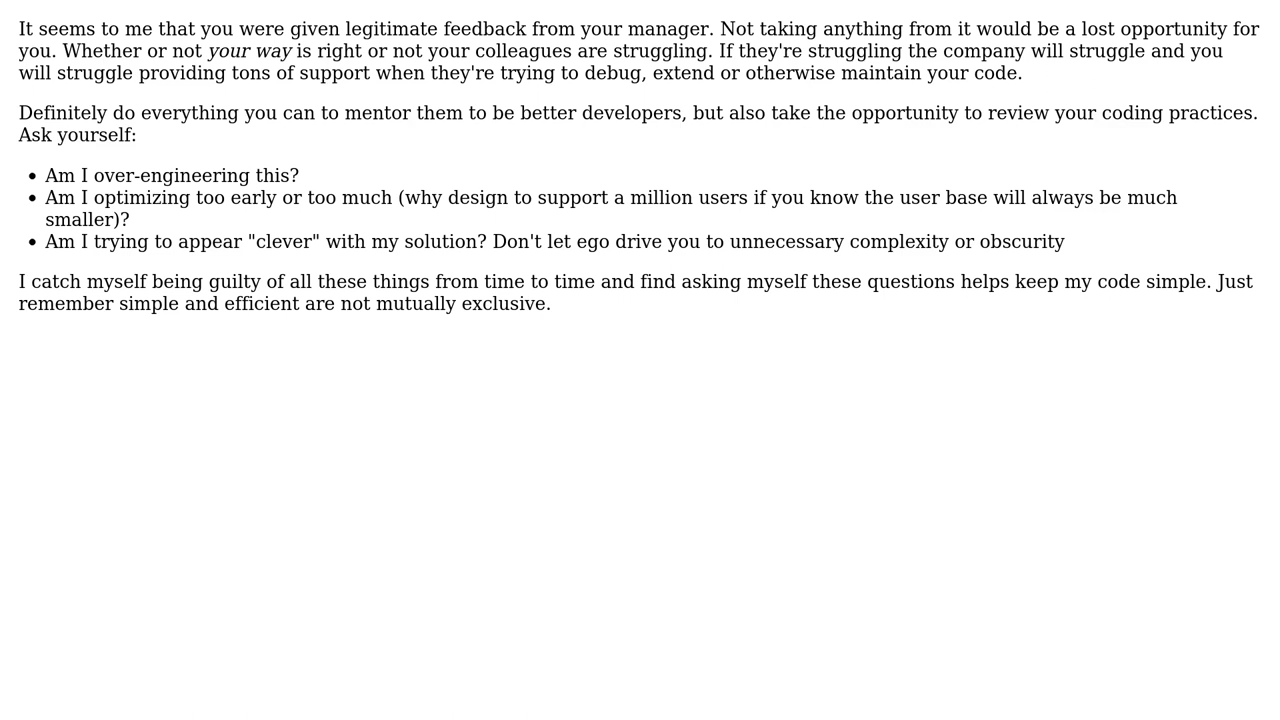 It seems to me that you were given legitimate feedback from your manager. Not taking anything from it would be a lost opportunity for
you. Whether or not your way is right or not your colleagues are struggling. If they're struggling the company will struggle and you
will struggle providing tons of support when they're trying to debug, extend or otherwise maintain your code.
Definitely do everything you can to mentor them to be better developers, but also take the opportunity to review your coding practices.
Ask yourself:
• Am I over-engineering this?
• Am I optimizing too early or too much (why design to support a million users if you know the user base will always be much
smaller)?
• Am I trying to appear "clever" with my solution? Don't let ego drive you to unnecessary complexity or obscurity
I catch myself being guilty of all these things from time to time and find asking myself these questions helps keep my code simple. Just
remember simple and efficient are not mutually exclusive.